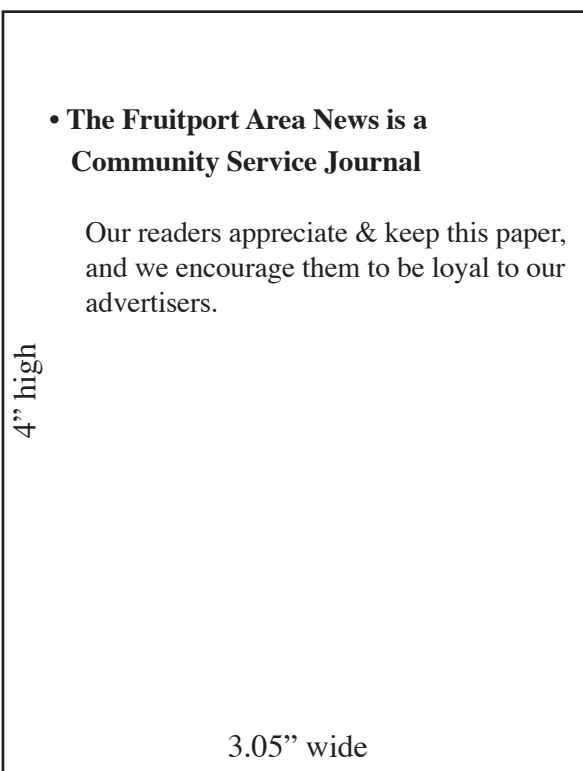 • The Fruitport Area News is a
Community Service Journal
Our readers appreciate & keep this paper,
and we encourage them to be loyal to our
advertisers.
4” high
3.05” wide